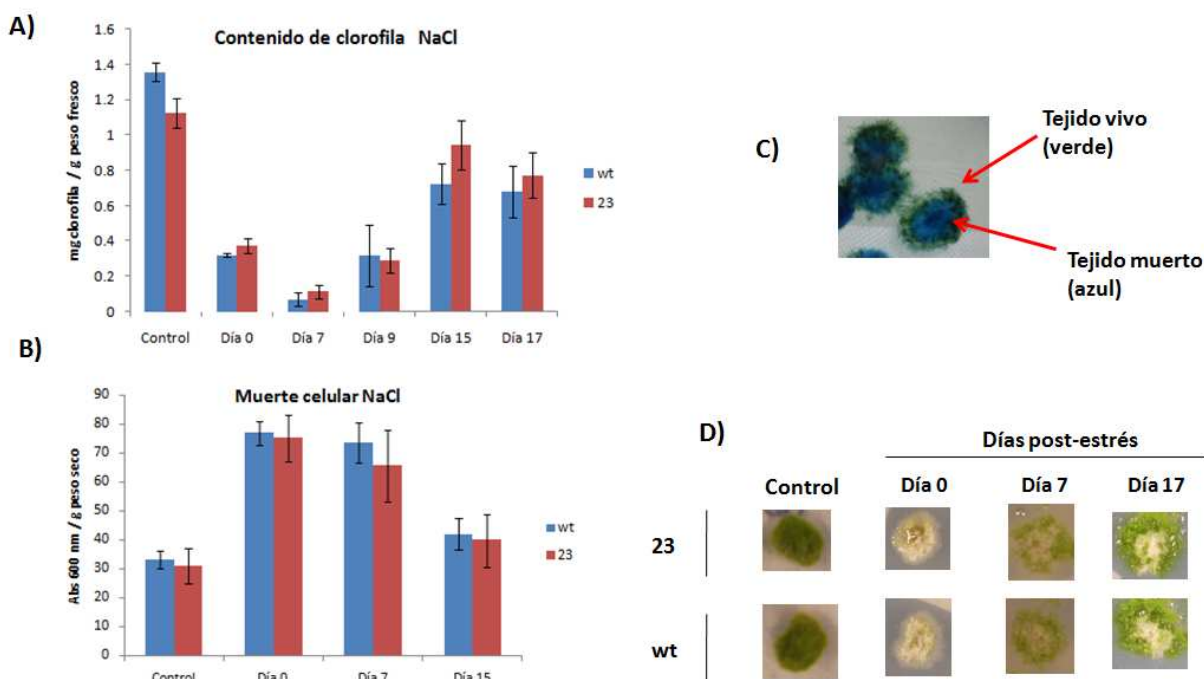 A)
Contenido de clorofila NaCl
mg clorofila / g peso fresco
1.6
1.4
1.2
1
0.8
0.6
0.4
0.2
0
Control
Día 0
Día 7
Día 9
Día 15
Día 17
wt
23
B)
Muerte celular NaCl
Abs 600 nm / g peso seco
90
80
70
60
50
40
30
20
10
0
Control
Día 0
Día 7
Día 15
wt
23
C)
Tejido vivo
(verde)
Tejido muerto
(azul)
D)
Días post-estrés
Control
Día 0
Día 7
Día 17
23
wt